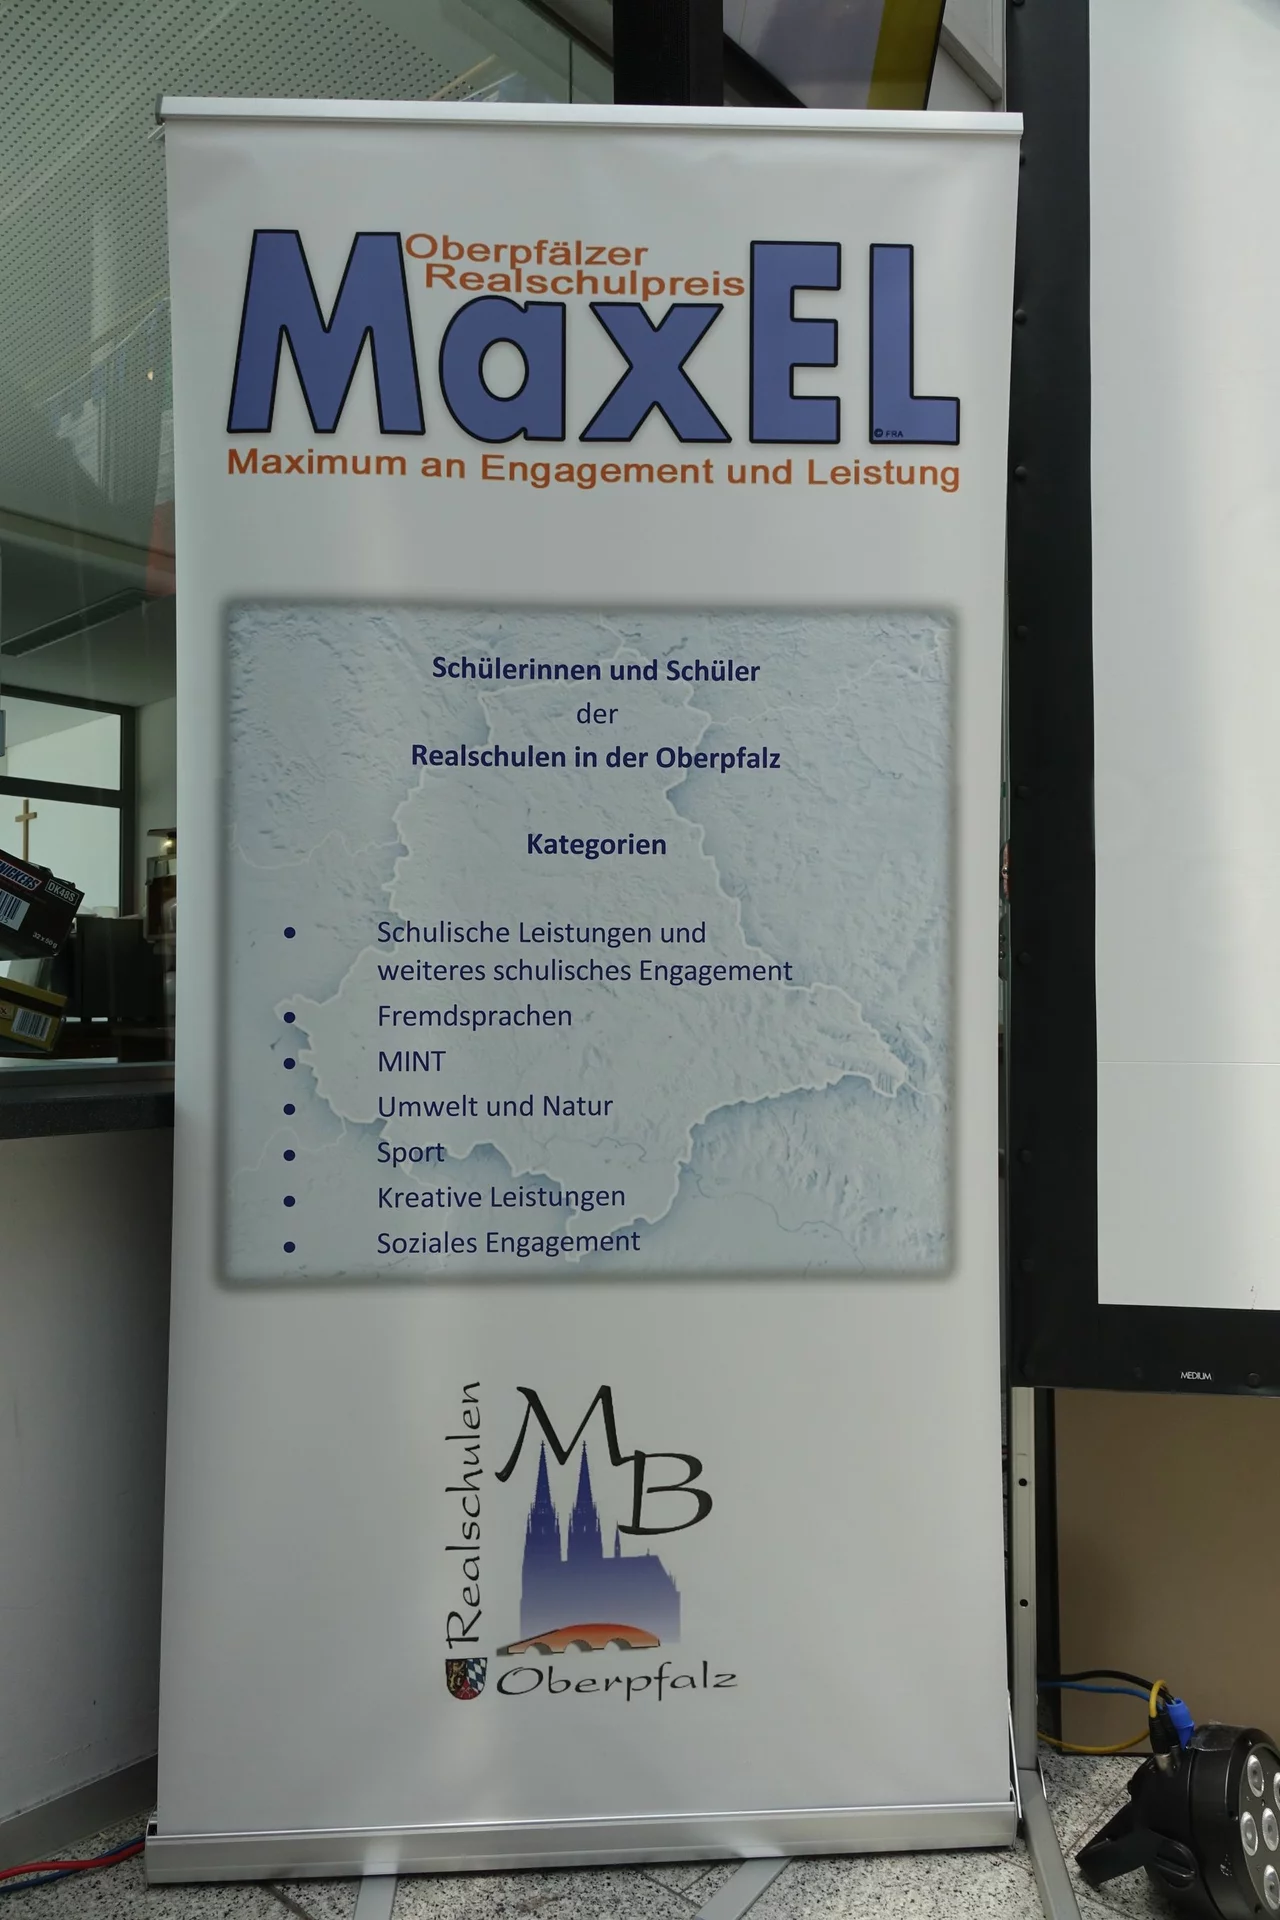 Oberpfälzer
Realschulpreis
MaxEL
© FRA
Maximum an Engagement und Leistung
Schülerinnen und Schüler
der
Realschulen in der Oberpfalz
Kategorien
• Schulische Leistungen und
weiteres schulisches Engagement
• Fremdsprachen
• MINT
• Umwelt und Natur
• Sport
• Kreative Leistungen
• Soziales Engagement
Realschulen
MB
Oberpfalz
DK48S
MEDIUM